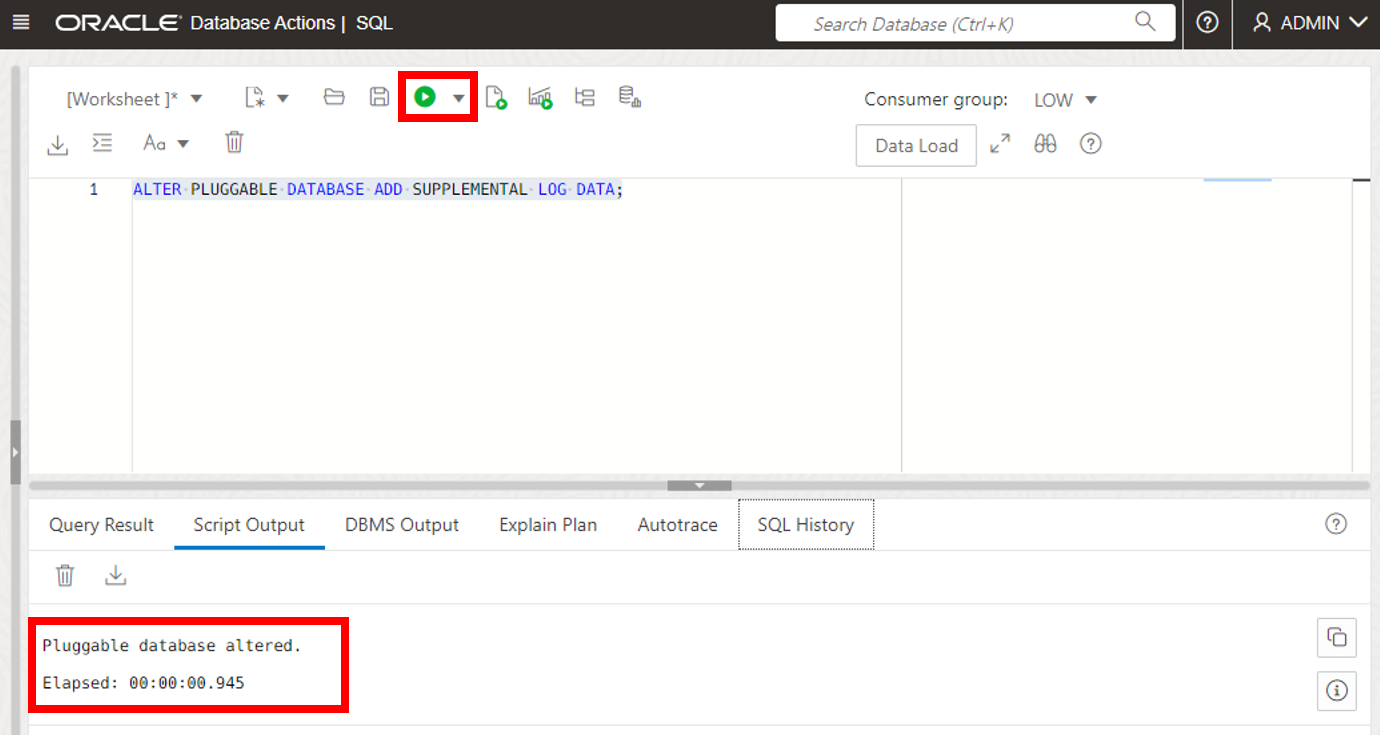 ORACLE Database Actions | SQL
Search Database (Ctrl+K)
ADMIN
[Worksheet ]*
Consumer group: LOW
Aa
Data Load
1 ALTER PLUGGABLE DATABASE ADD SUPPLEMENTAL LOG DATA;
Query Result Script Output DBMS Output Explain Plan Autotrace SQL History
Pluggable database altered.
Elapsed: 00:00:00.945